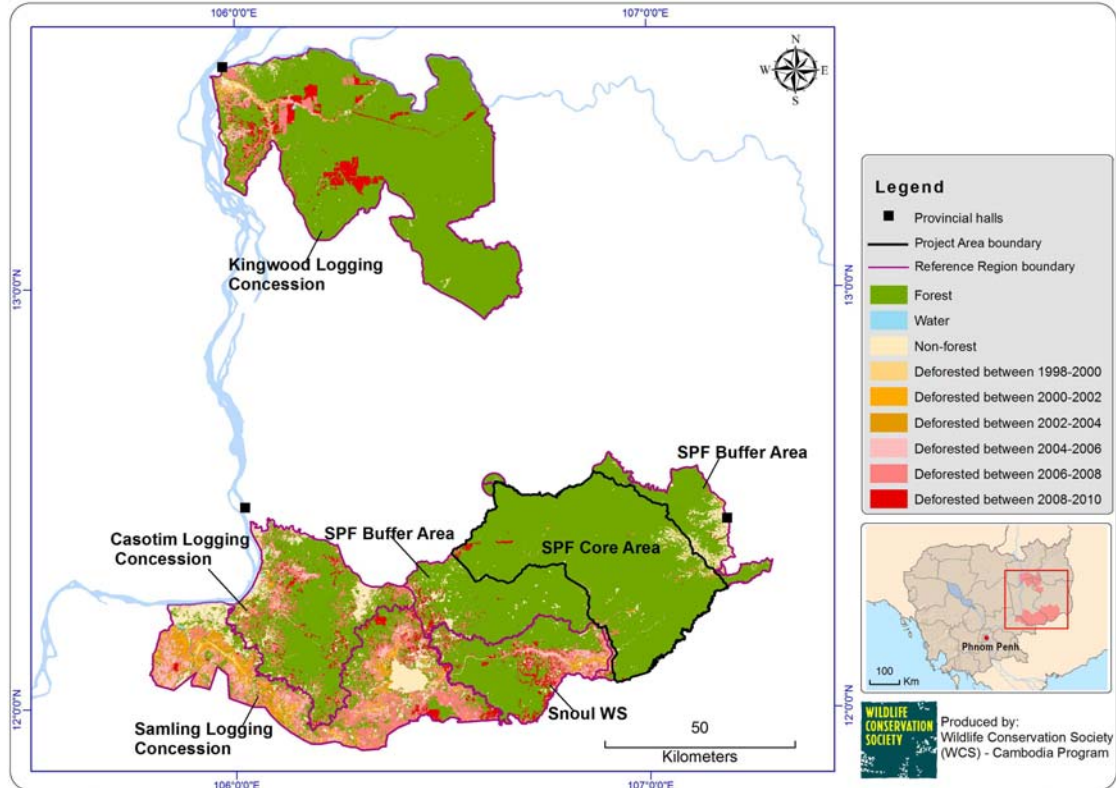 106°0'0"E
107°0'0"E
N
W
E
S
13°0'0"N
13°0'0"N
Kingwood Logging
Concession
SPF Buffer Area
Casotim Logging
Concession
SPF Buffer Area
SPF Core Area
12°0'0"N
12°0'0"N
Samling Logging
Concession
Snoul WS
50
Kilometers
106°0'0"E
107°0'0"E
Legend
Provincial halls
Project Area boundary
Reference Region boundary
Forest
Water
Non-forest
Deforested between 1998-2000
Deforested between 2000-2002
Deforested between 2002-2004
Deforested between 2004-2006
Deforested between 2006-2008
Deforested between 2008-2010
Phnom Penh
100
Km
WILDLIFE
CONSERVATION
SOCIETY
Produced by:
Wildlife Conservation Society
(WCS) - Cambodia Program